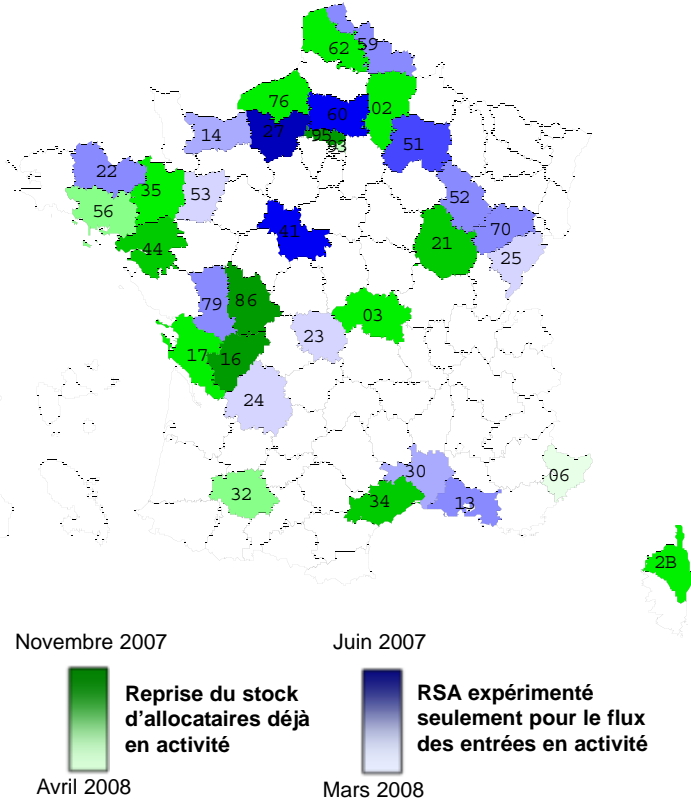 62
59
76
60
02
14
27
95
93
51
22
35
53
52
56
70
41
44
21
25
79
86
03
23
17
16
24
30
06
32
34
13
2B
Novembre 2007
Juin 2007
Reprise du stock
d'allocataires déjà
en activité
RSA expérimenté
seulement pour le flux
des entrées en activité
Avril 2008
Mars 2008